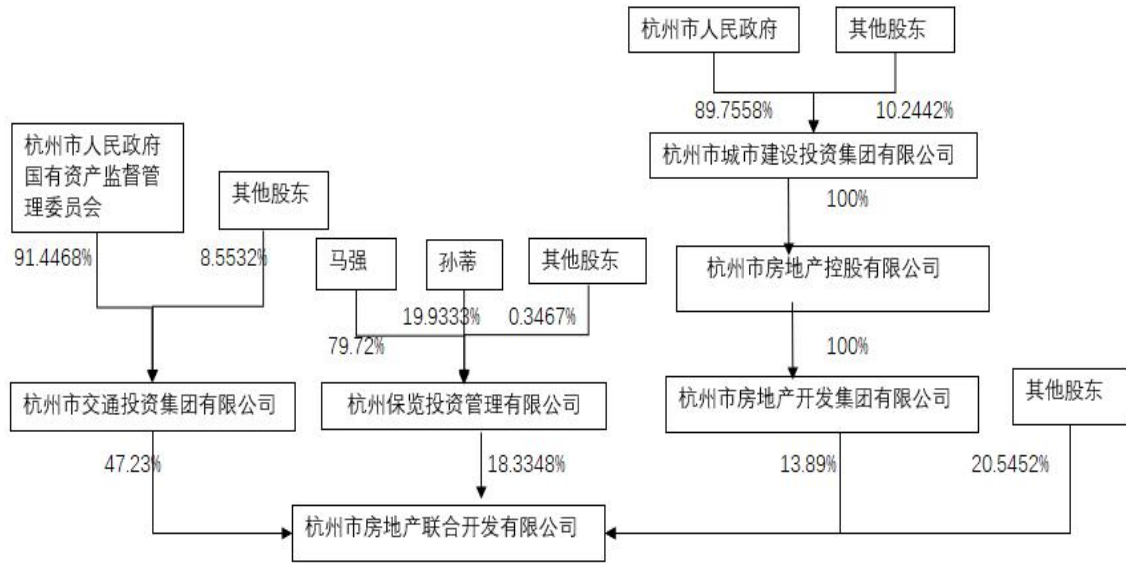 杭州市人民政府
其他股东
89.7558%
10.2442%
杭州市人民政府
国有资产监督管
理委员会
其他股东
杭州市城市建设投资集团有限公司
100%
91.4468%
8.5532%
马强
孙蒂
其他股东
杭州市房地产控股有限公司
19.9333%
0.3467%
79.72%
100%
杭州市交通投资集团有限公司
杭州保览投资管理有限公司
杭州市房地产开发集团有限公司
其他股东
47.23%
18.3348%
13.89%
20.5452%
杭州市房地产联合开发有限公司